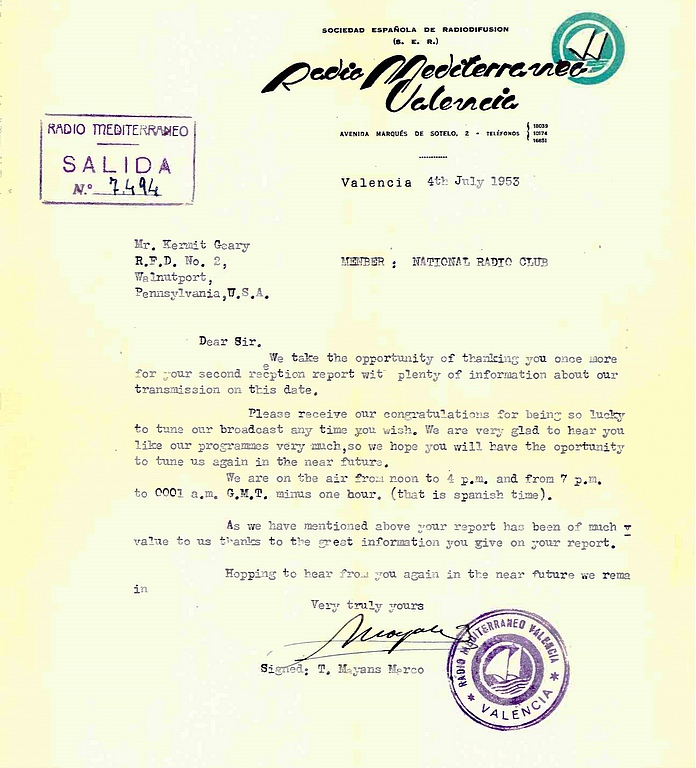 SOCIEDAD ESPAÑOLA DE RADIODIFUSION
(S. E. R.)
Radio Mediterraneo
Valencia
AVENIDA MARQUÉS DE SOTELO, 2 - TELÉFONOS { 18039
10174
16651
RADIO MEDITERRANEO
SALIDA
N.º 7494
Valencia 4th July 1953
Mr. Kermit Geary
R.F.D. No. 2,
Walnutport,
Pennsylvania,U.S.A.
MENBER : NATIONAL RADIO CLUB
Dear Sir.
We take the opportunity of thanking you once more
for your second reception report wit plenty of information about our
transmission on this date.
Please receive our congratulations for being so lucky
to tune our broadcast any time you wish. We are very glad to hear you
like our programmes very much,so we hope you will have the oportunity
to tune us again in the near future.
We are on the air from noon to 4 p.m. and from 7 p.m.
to 0001 a.m. G.M.T. minus one hour. (that is spanish time).
As we have mentioned above your report has been of much v
value to us thanks to the great information you give on your report.
Hopping to hear from you again in the near future we rema
in
Very truly yours
Signed: T. Mayans Marco
RADIO MEDITERRANEO VALENCIA
* VALENCIA *